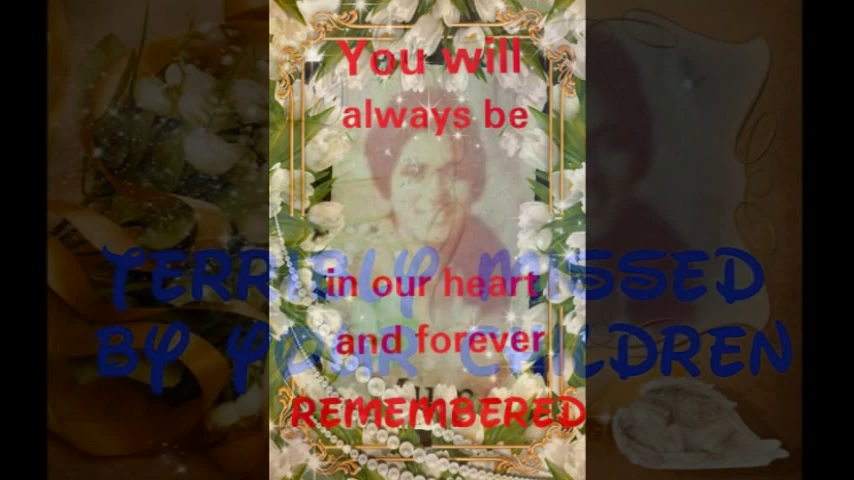 You will
always be
TERRIBLY MISSED
in our heart
BY YOUR CHILDREN
and forever
REMEMBERED